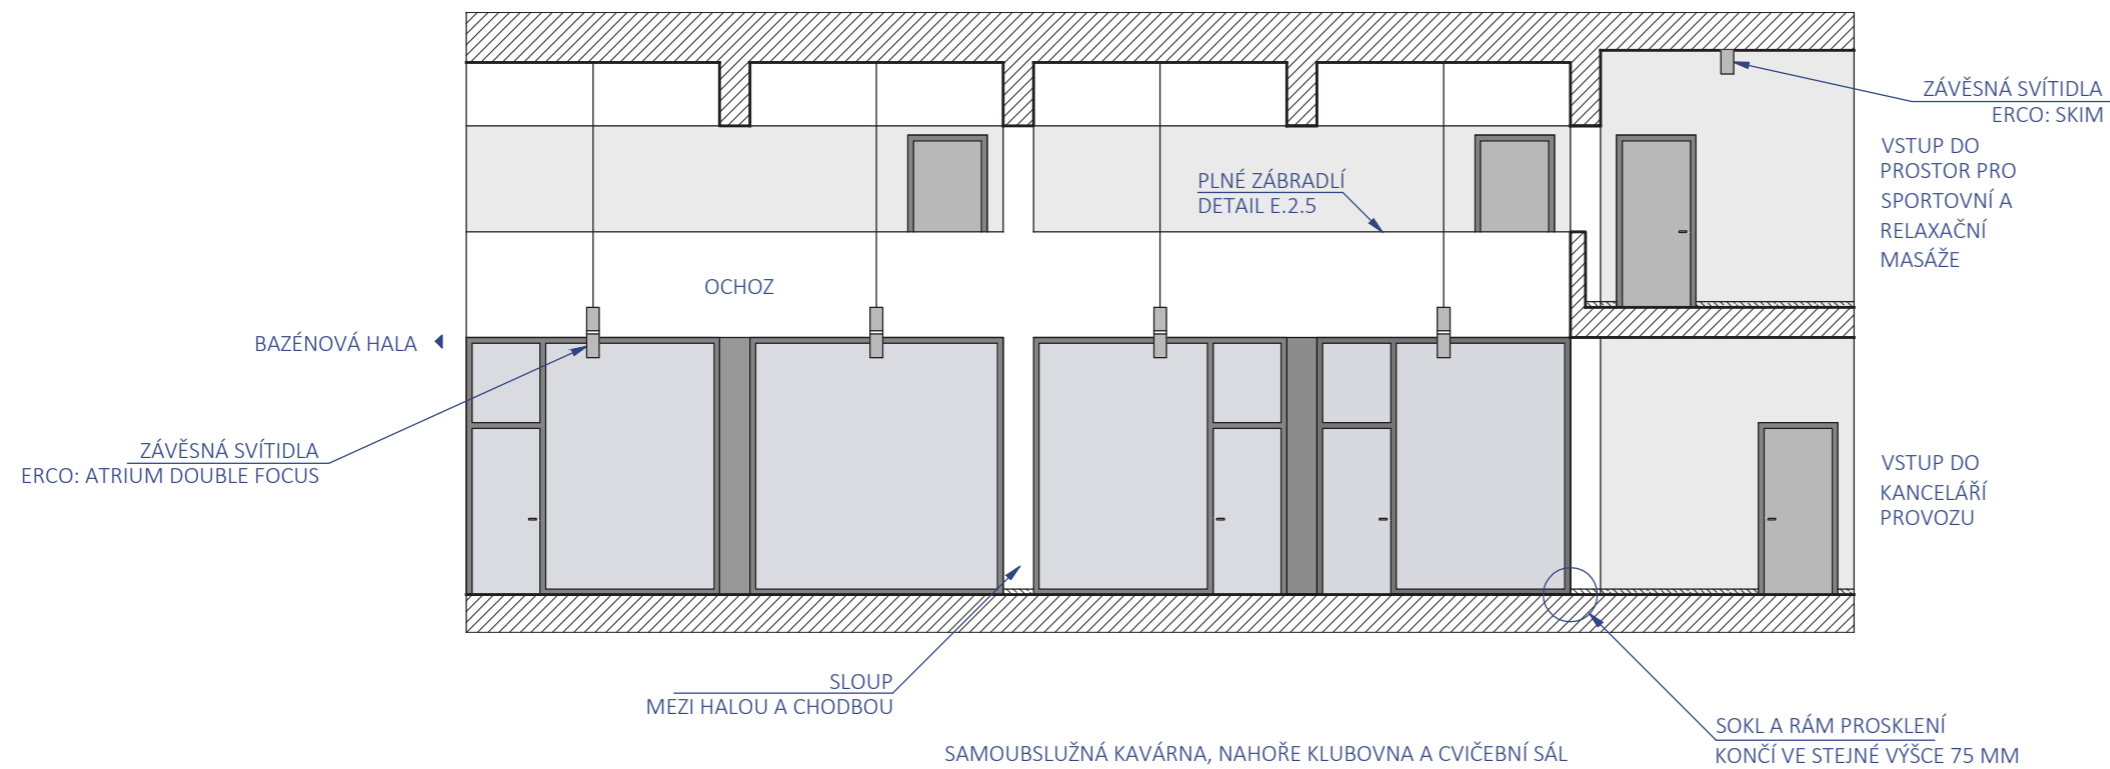 ZÁVĚSNÁ SVÍTIDLA
ERCO: SKIM
VSTUP DO
PROSTOR PRO
SPORTOVNÍ A
RELAXAČNÍ
MASÁŽE
PLNÉ ZÁBRADLÍ
DETAIL E.2.5
OCHOZ
BAZÉNOVÁ HALA
ZÁVĚSNÁ SVÍTIDLA
ERCO: ATRIUM DOUBLE FOCUS
VSTUP DO
KANCELÁŘÍ
PROVOZU
SLOUP
MEZI HALOU A CHODBOU
SAMOUBSLUŽNÁ KAVÁRNA, NAHOŘE KLUBOVNA A CVIČEBNÍ SÁL
SOKL A RÁM PROSKLENÍ
KONČÍ VE STEJNÉ VÝŠCE 75 MM